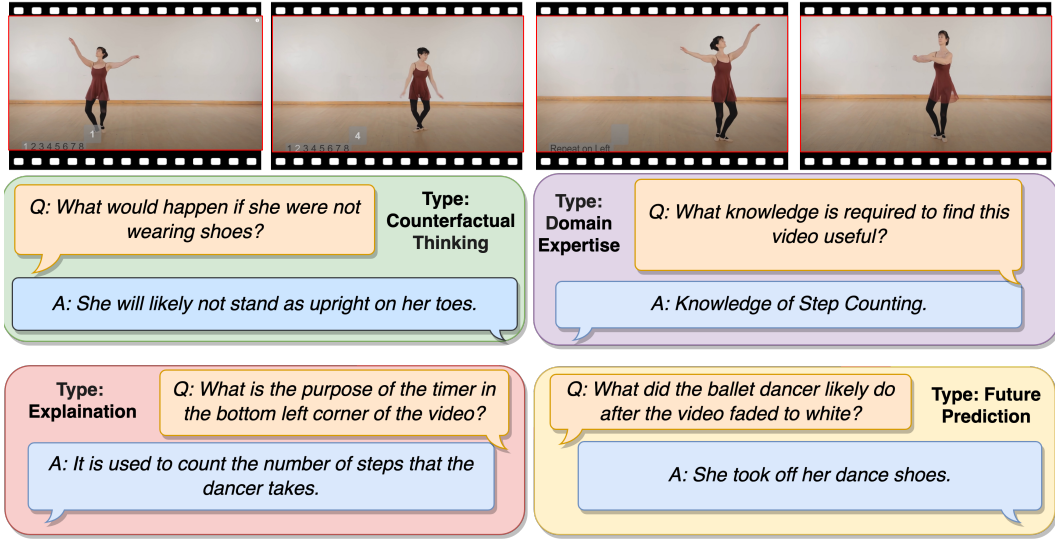 1
1 2 3 4 5 6 7 8
4
1 2 3 4 5 6 7 8
Repeat on Left
Q: What would happen if she were not
wearing shoes?
Type:
Counterfactual
Thinking
A: She will likely not stand as upright on her toes.
Type:
Domain
Expertise
Q: What knowledge is required to find this
video useful?
A: Knowledge of Step Counting.
Type:
Explaination
Q: What is the purpose of the timer in
the bottom left corner of the video?
A: It is used to count the number of steps that the
dancer takes.
Q: What did the ballet dancer likely do
after the video faded to white?
Type: Future
Prediction
A: She took off her dance shoes.